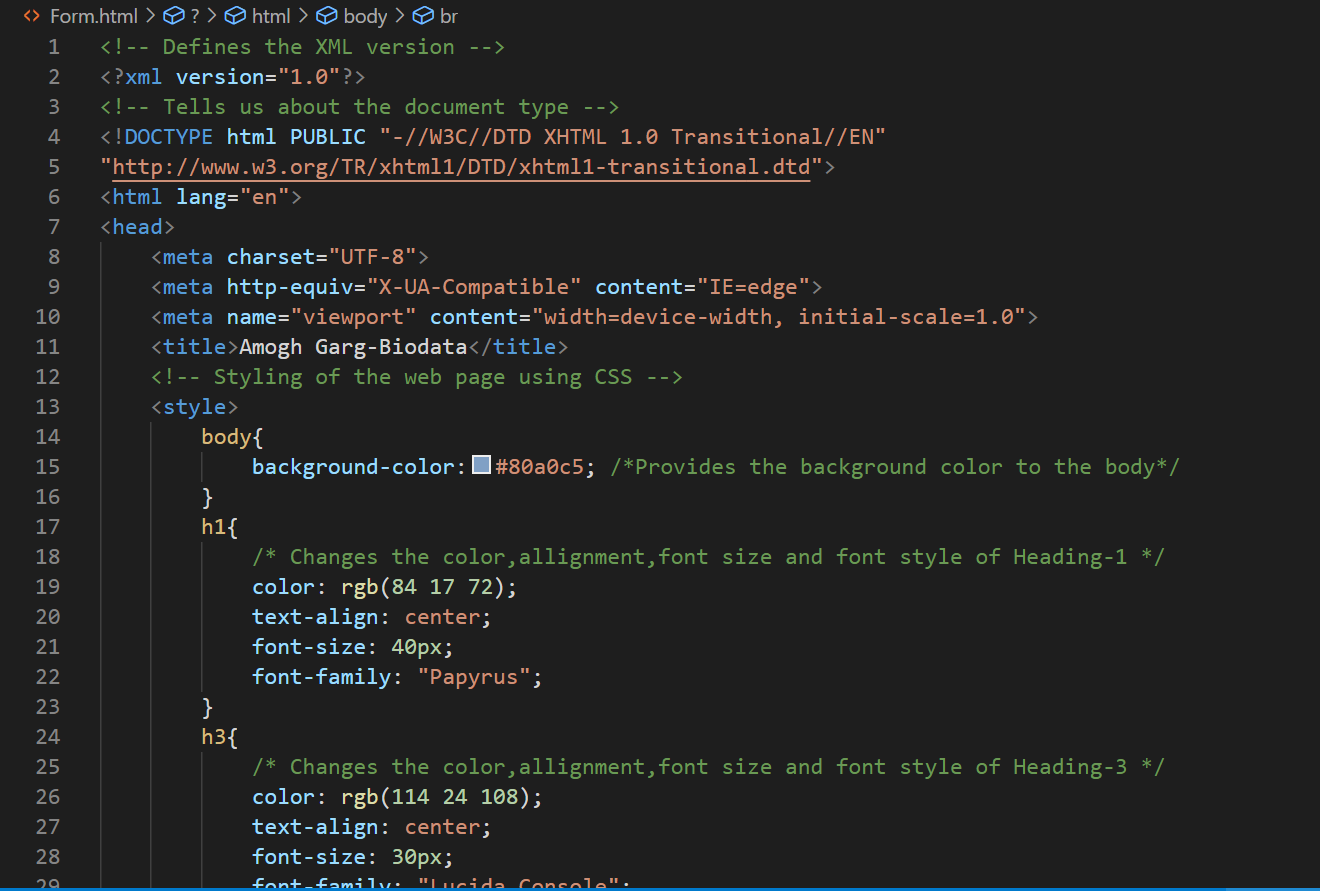 Form.html > ? > html > body > br
1 <!-- Defines the XML version -->
2 <?xml version="1.0"?>
3 <!-- Tells us about the document type -->
4 <!DOCTYPE html PUBLIC "-//W3C//DTD XHTML 1.0 Transitional//EN"
5 "http://www.w3.org/TR/xhtml1/DTD/xhtml1-transitional.dtd">
6 <html lang="en">
7 <head>
8     <meta charset="UTF-8">
9     <meta http-equiv="X-UA-Compatible" content="IE=edge">
10     <meta name="viewport" content="width=device-width, initial-scale=1.0">
11     <title>Amogh Garg-Biodata</title>
12     <!-- Styling of the web page using CSS -->
13     <style>
14         body{
15             background-color: #80a0c5; /*Provides the background color to the body*/
16         }
17         h1{
18             /* Changes the color,allignment,font size and font style of Heading-1 */
19             color: rgb(84 17 72);
20             text-align: center;
21             font-size: 40px;
22             font-family: "Papyrus";
23         }
24         h3{
25             /* Changes the color,allignment,font size and font style of Heading-3 */
26             color: rgb(114 24 108);
27             text-align: center;
28             font-size: 30px;
29             font-family: "Lucida Console";